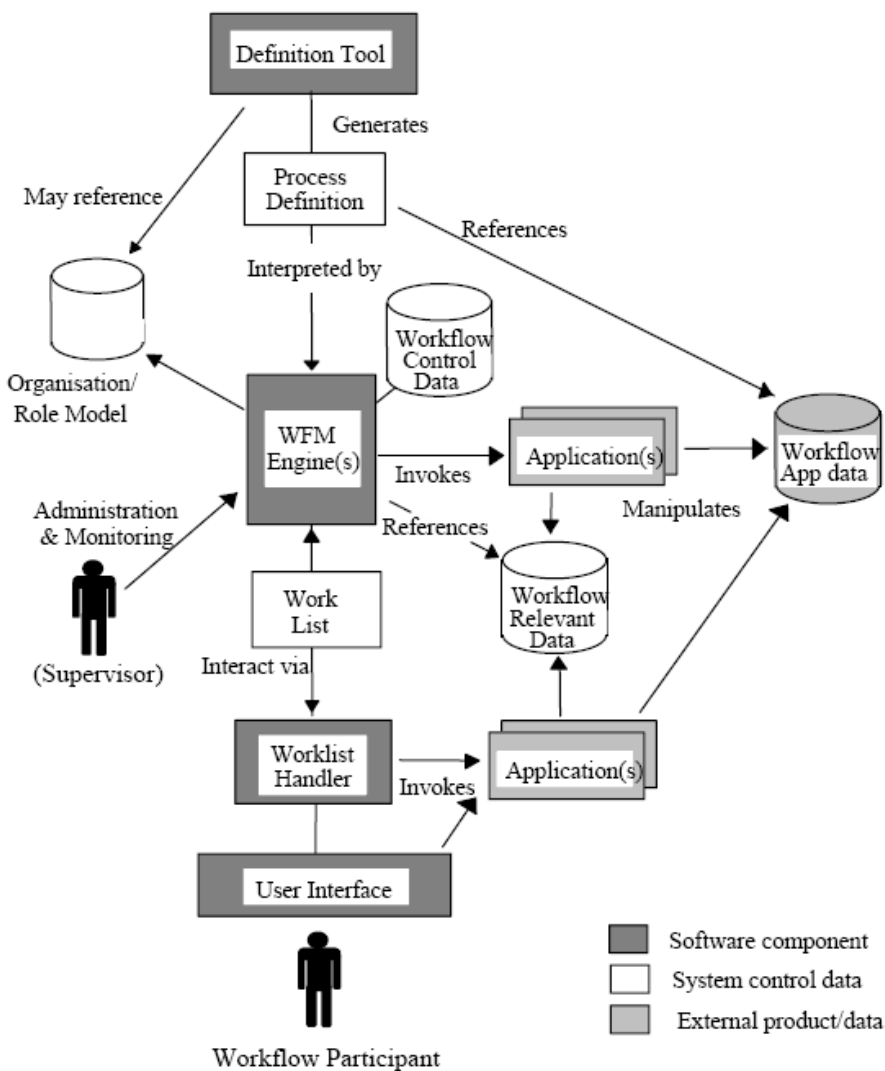 Definition Tool
Generates
Process
Definition
May reference
References
Interpreted by
Workflow
Control
Data
Organisation/
Role Model
WFM
Engine(s)
Invokes
Application(s)
Workflow
App data
Manipulates
References
Administration
& Monitoring
Workflow
Relevant
Data
Work
List
(Supervisor)
Interact via
Worklist
Handler
Invokes
Application(s)
User Interface
Software component
System control data
External product/data
Workflow Participant